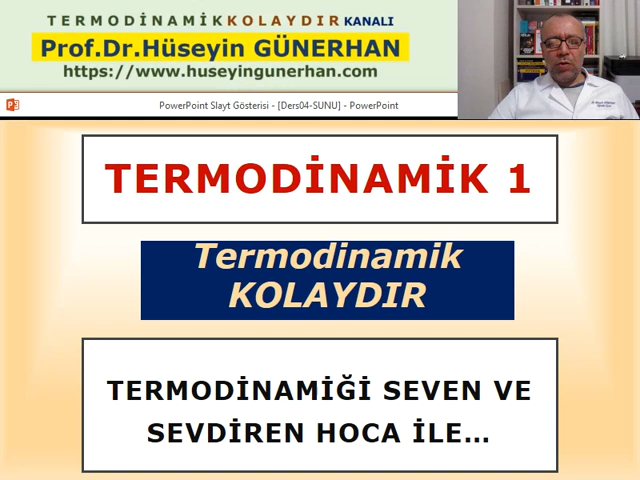 TERMODİNAMİKKOLAYDIR KANALI
Prof.Dr.Hüseyin GÜNERHAN
https://www.huseyingunerhan.com
PowerPoint Slayt Gösterisi - [Ders04-SUNU] - PowerPoint
TERMODİNAMİK 1
Termodinamik
KOLAYDIR
TERMODİNAMİĞİ SEVEN VE
SEVDİREN HOCA İLE...